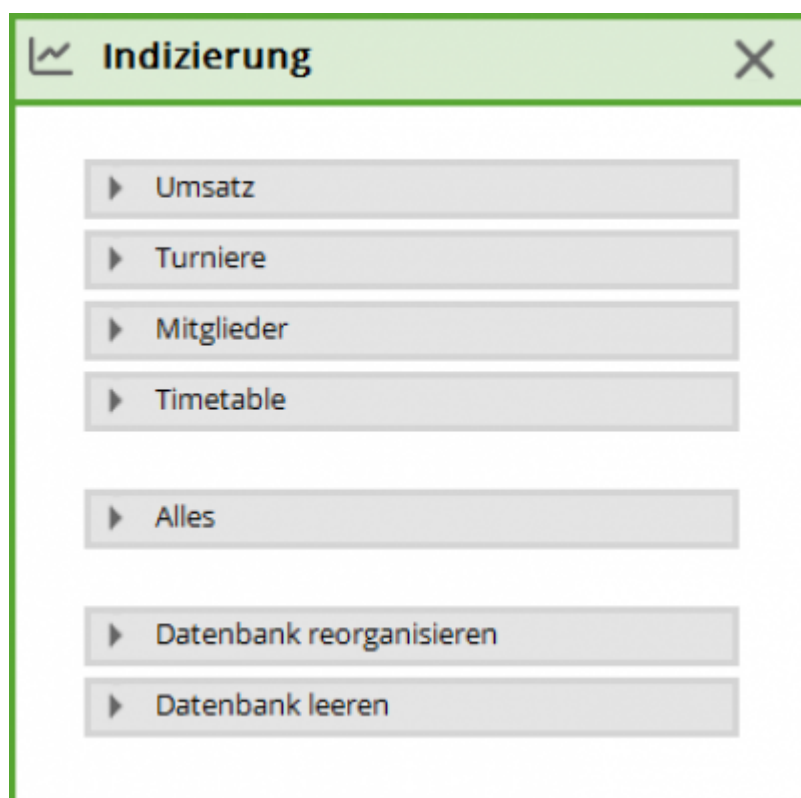 Indizierung
Umsatz
Turniere
Mitglieder
Timetable
Alles
Datenbank reorganisieren
Datenbank leeren